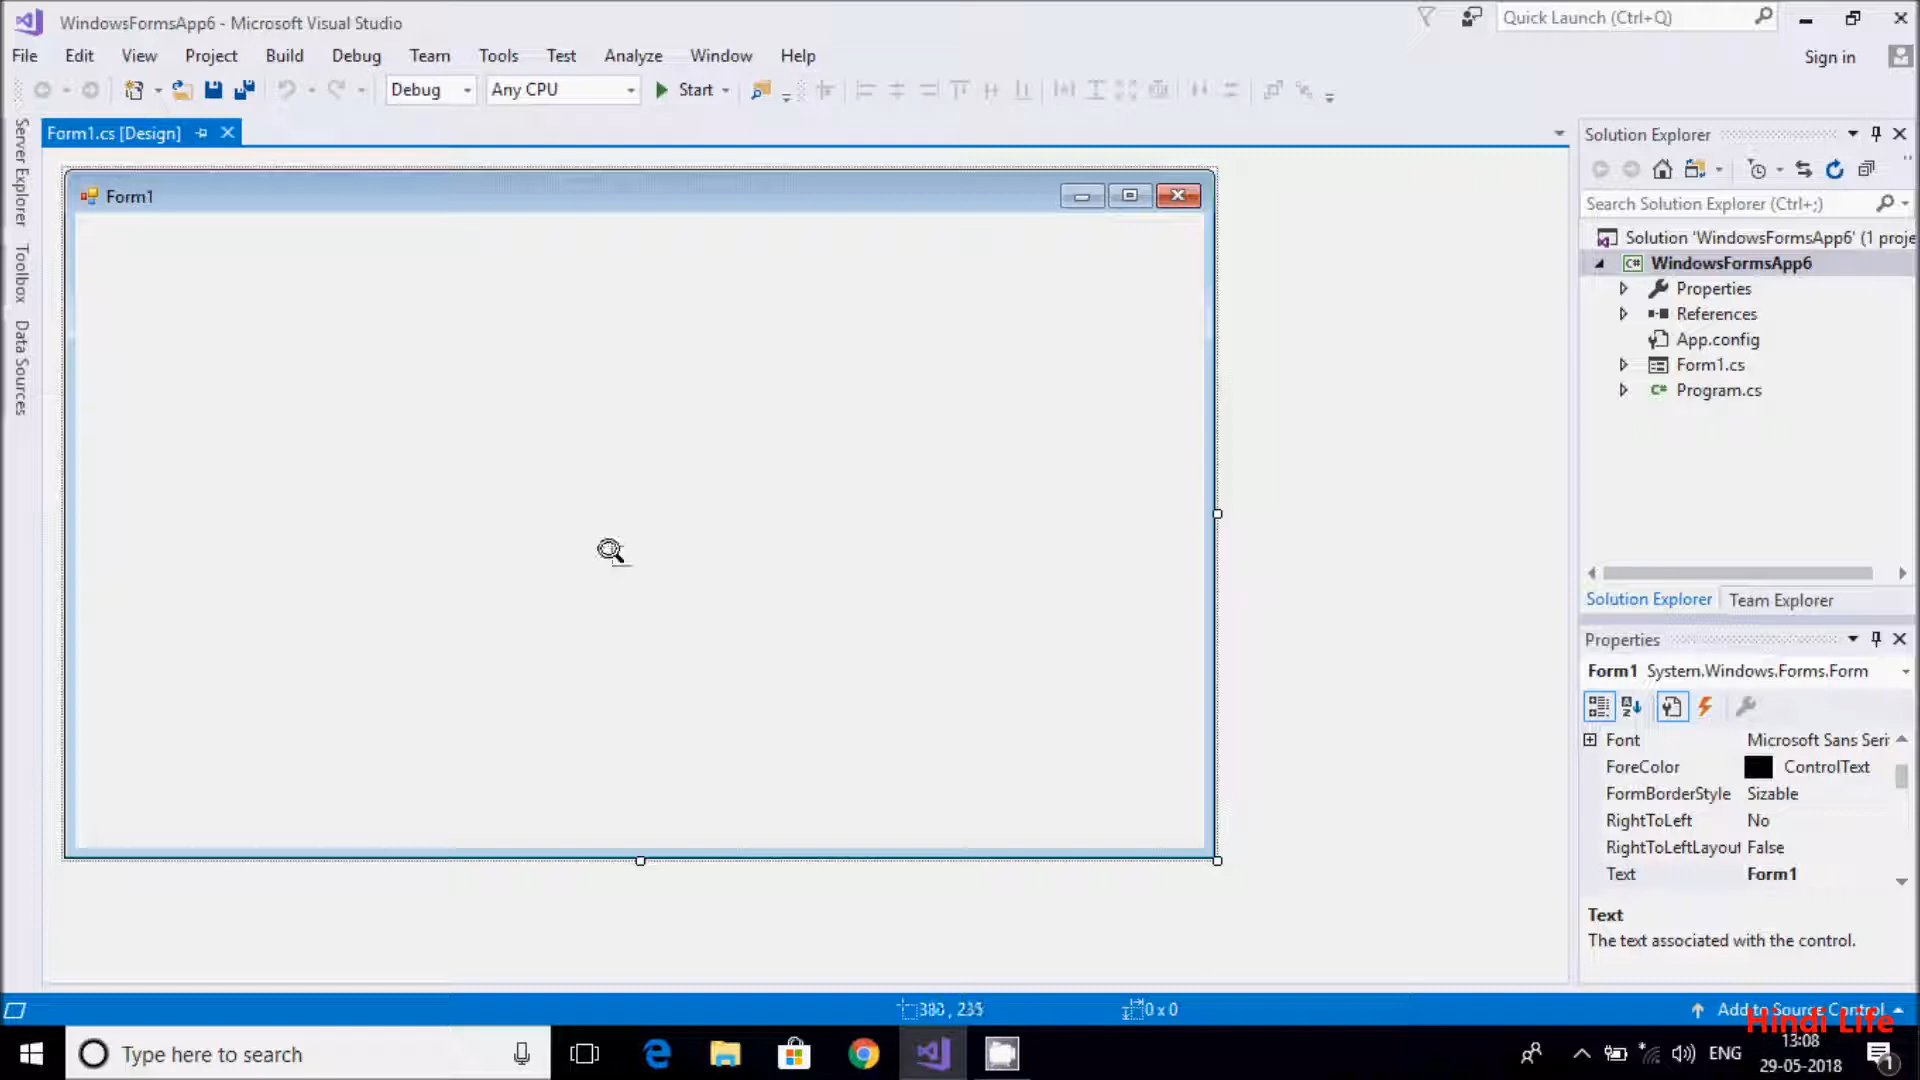 WindowsFormsApp6 - Microsoft Visual Studio
Quick Launch (Ctrl+Q)
File Edit View Project Build Debug Team Tools Test Analyze Window Help
Sign in
Debug Any CPU Start
Server Explorer
Toolbox
Data Sources
Form1.cs [Design]
Form1
Solution Explorer
Search Solution Explorer (Ctrl+;)
Solution 'WindowsFormsApp6' (1 proje
C# WindowsFormsApp6
Properties
References
App.config
Form1.cs
C# Program.cs
Solution Explorer Team Explorer
Properties
Form1 System.Windows.Forms.Form
Font Microsoft Sans Seri
ForeColor ControlText
FormBorderStyle Sizable
RightToLeft No
RightToLeftLayout False
Text Form1
Text
The text associated with the control.
380 , 235
0 x 0
Add to Source Control
Hindi Life
Type here to search
ENG
13:08
29-05-2018
1